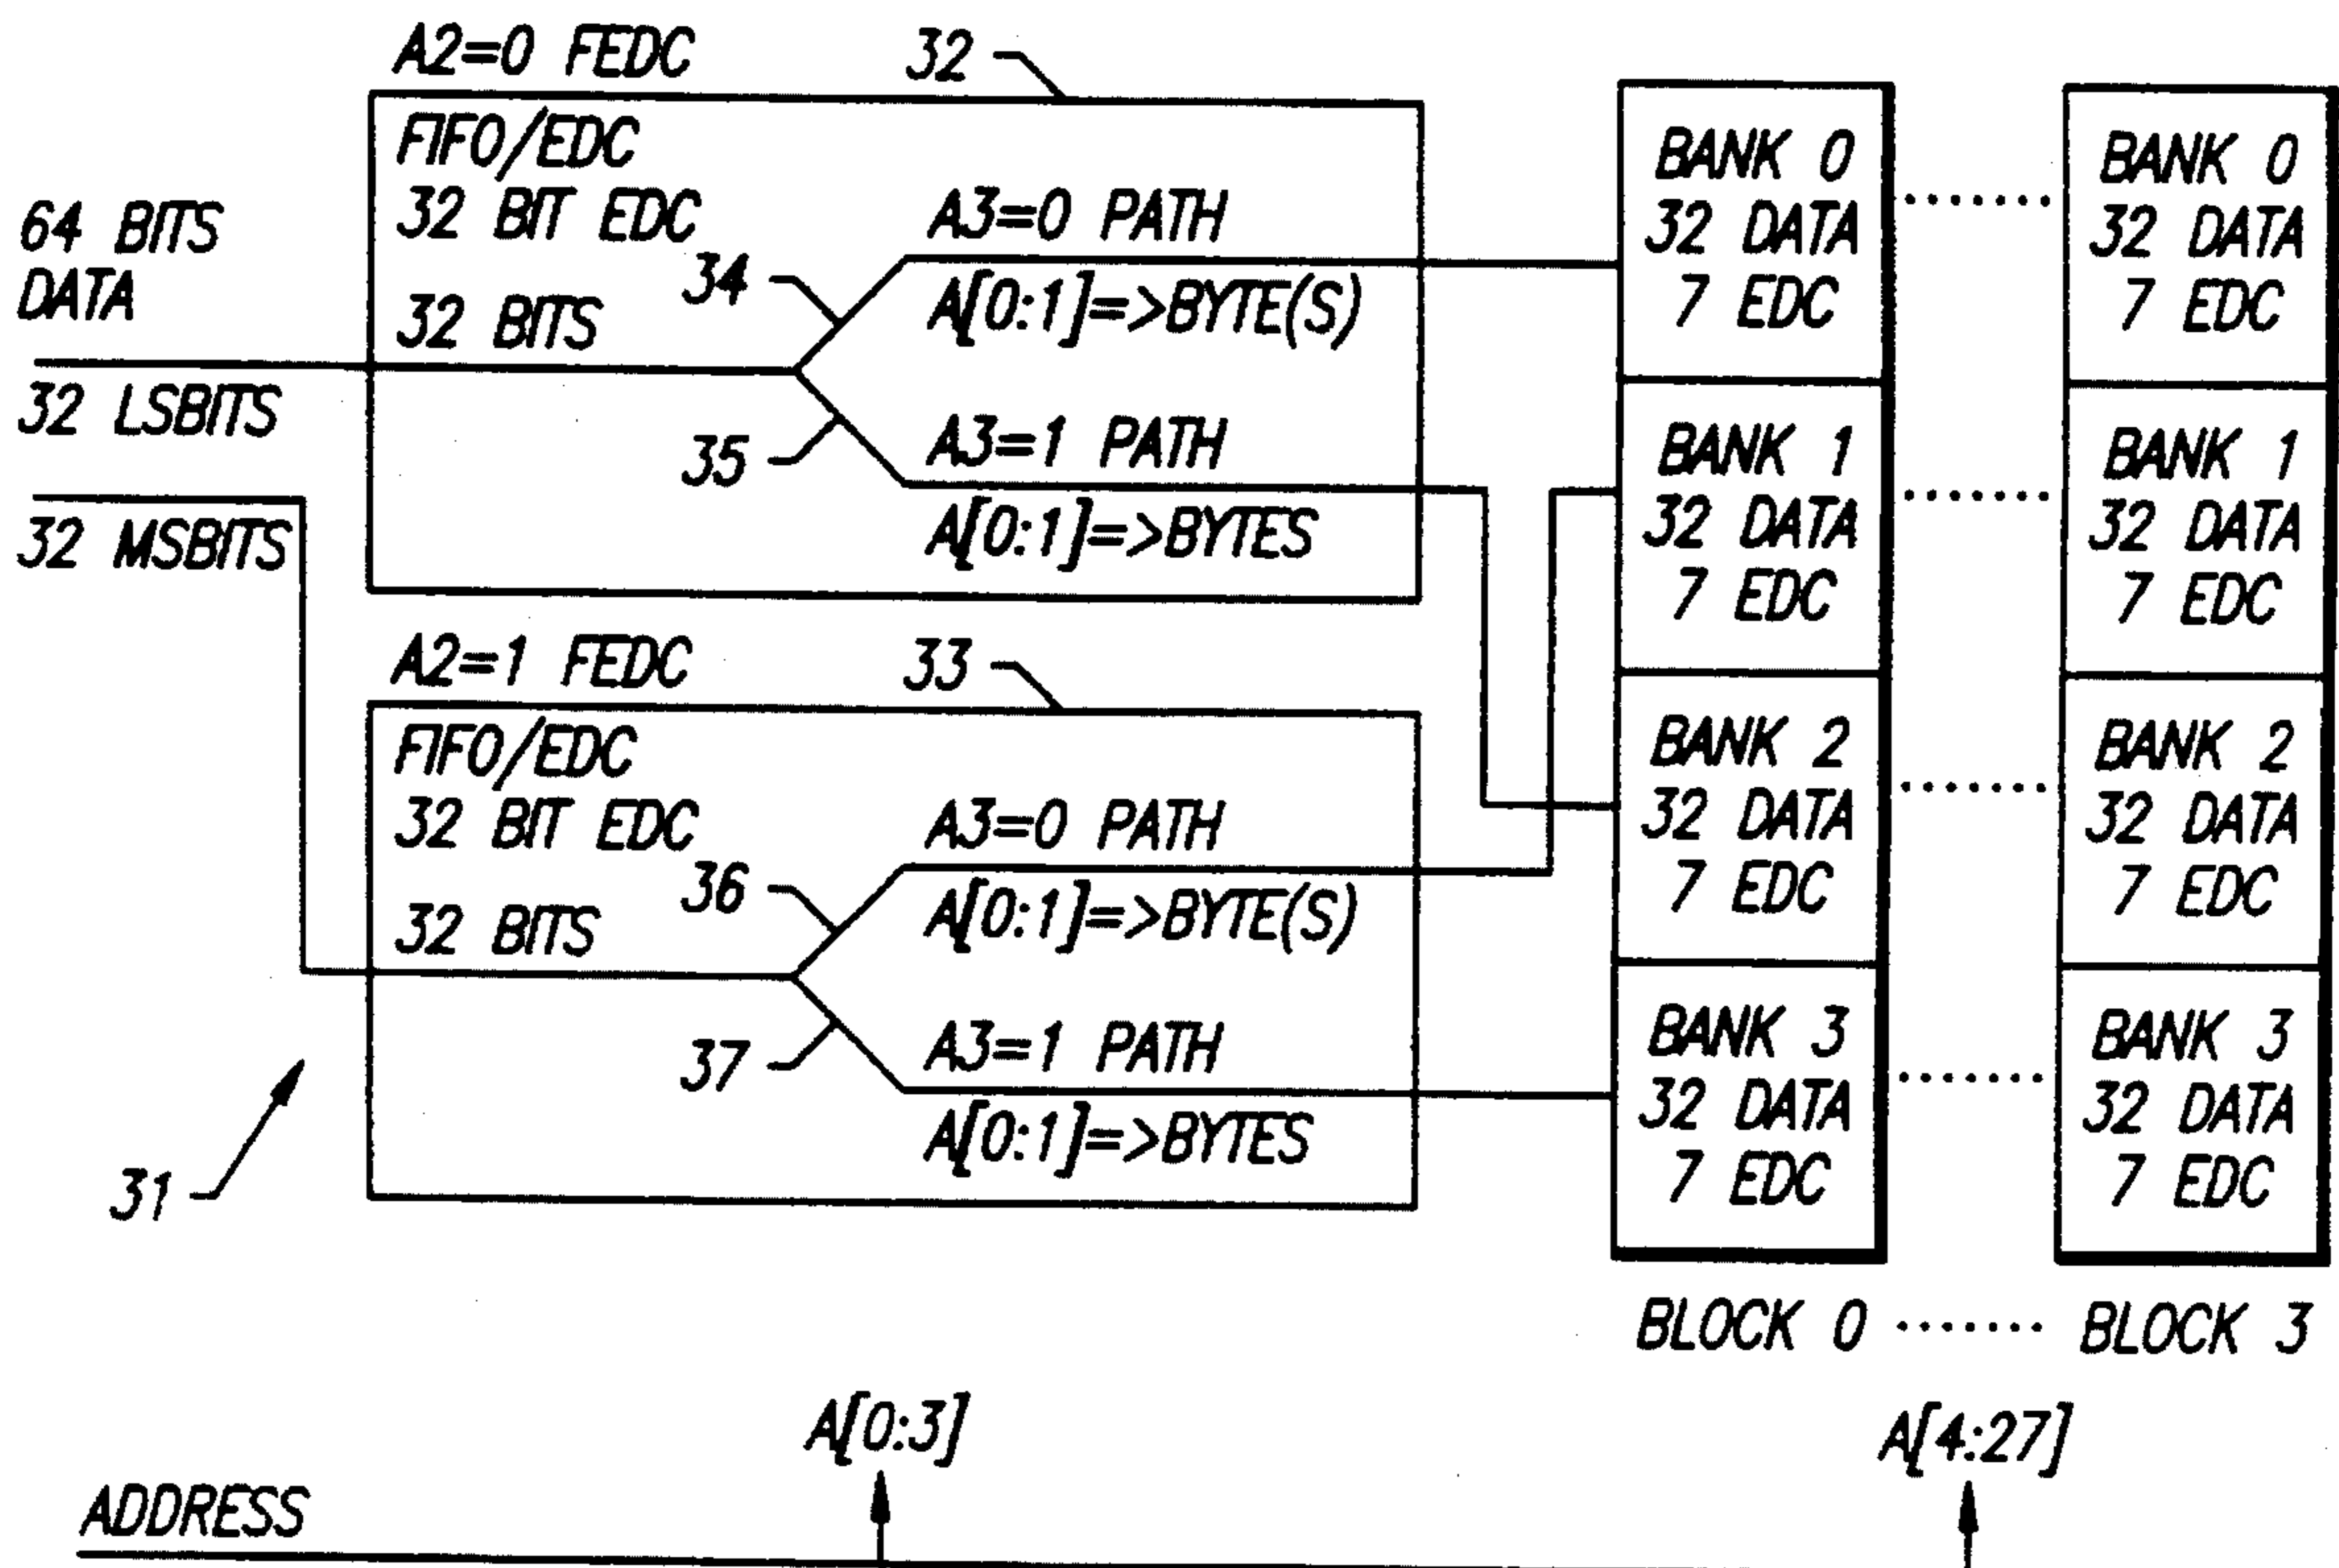 A2=0 FEDC
32
FIFO/EDC
32 BIT EDC
64 BITS
DATA
34
A3=0 PATH
32 BITS
A[0:1]=>BYTE(S)
32 LSBITS
35
A3=1 PATH
32 MSBITS
A[0:1]=>BYTES
A2=1 FEDC
33
FIFO/EDC
32 BIT EDC
36
A3=0 PATH
32 BITS
A[0:1]=>BYTE(S)
37
A3=1 PATH
A[0:1]=>BYTES
31
BANK 0
32 DATA
7 EDC
BANK 1
32 DATA
7 EDC
BANK 2
32 DATA
7 EDC
BANK 3
32 DATA
7 EDC
BANK 0
32 DATA
7 EDC
BANK 1
32 DATA
7 EDC
BANK 2
32 DATA
7 EDC
BANK 3
32 DATA
7 EDC
BLOCK 0 ....... BLOCK 3
A[0:3]
A[4:27]
ADDRESS